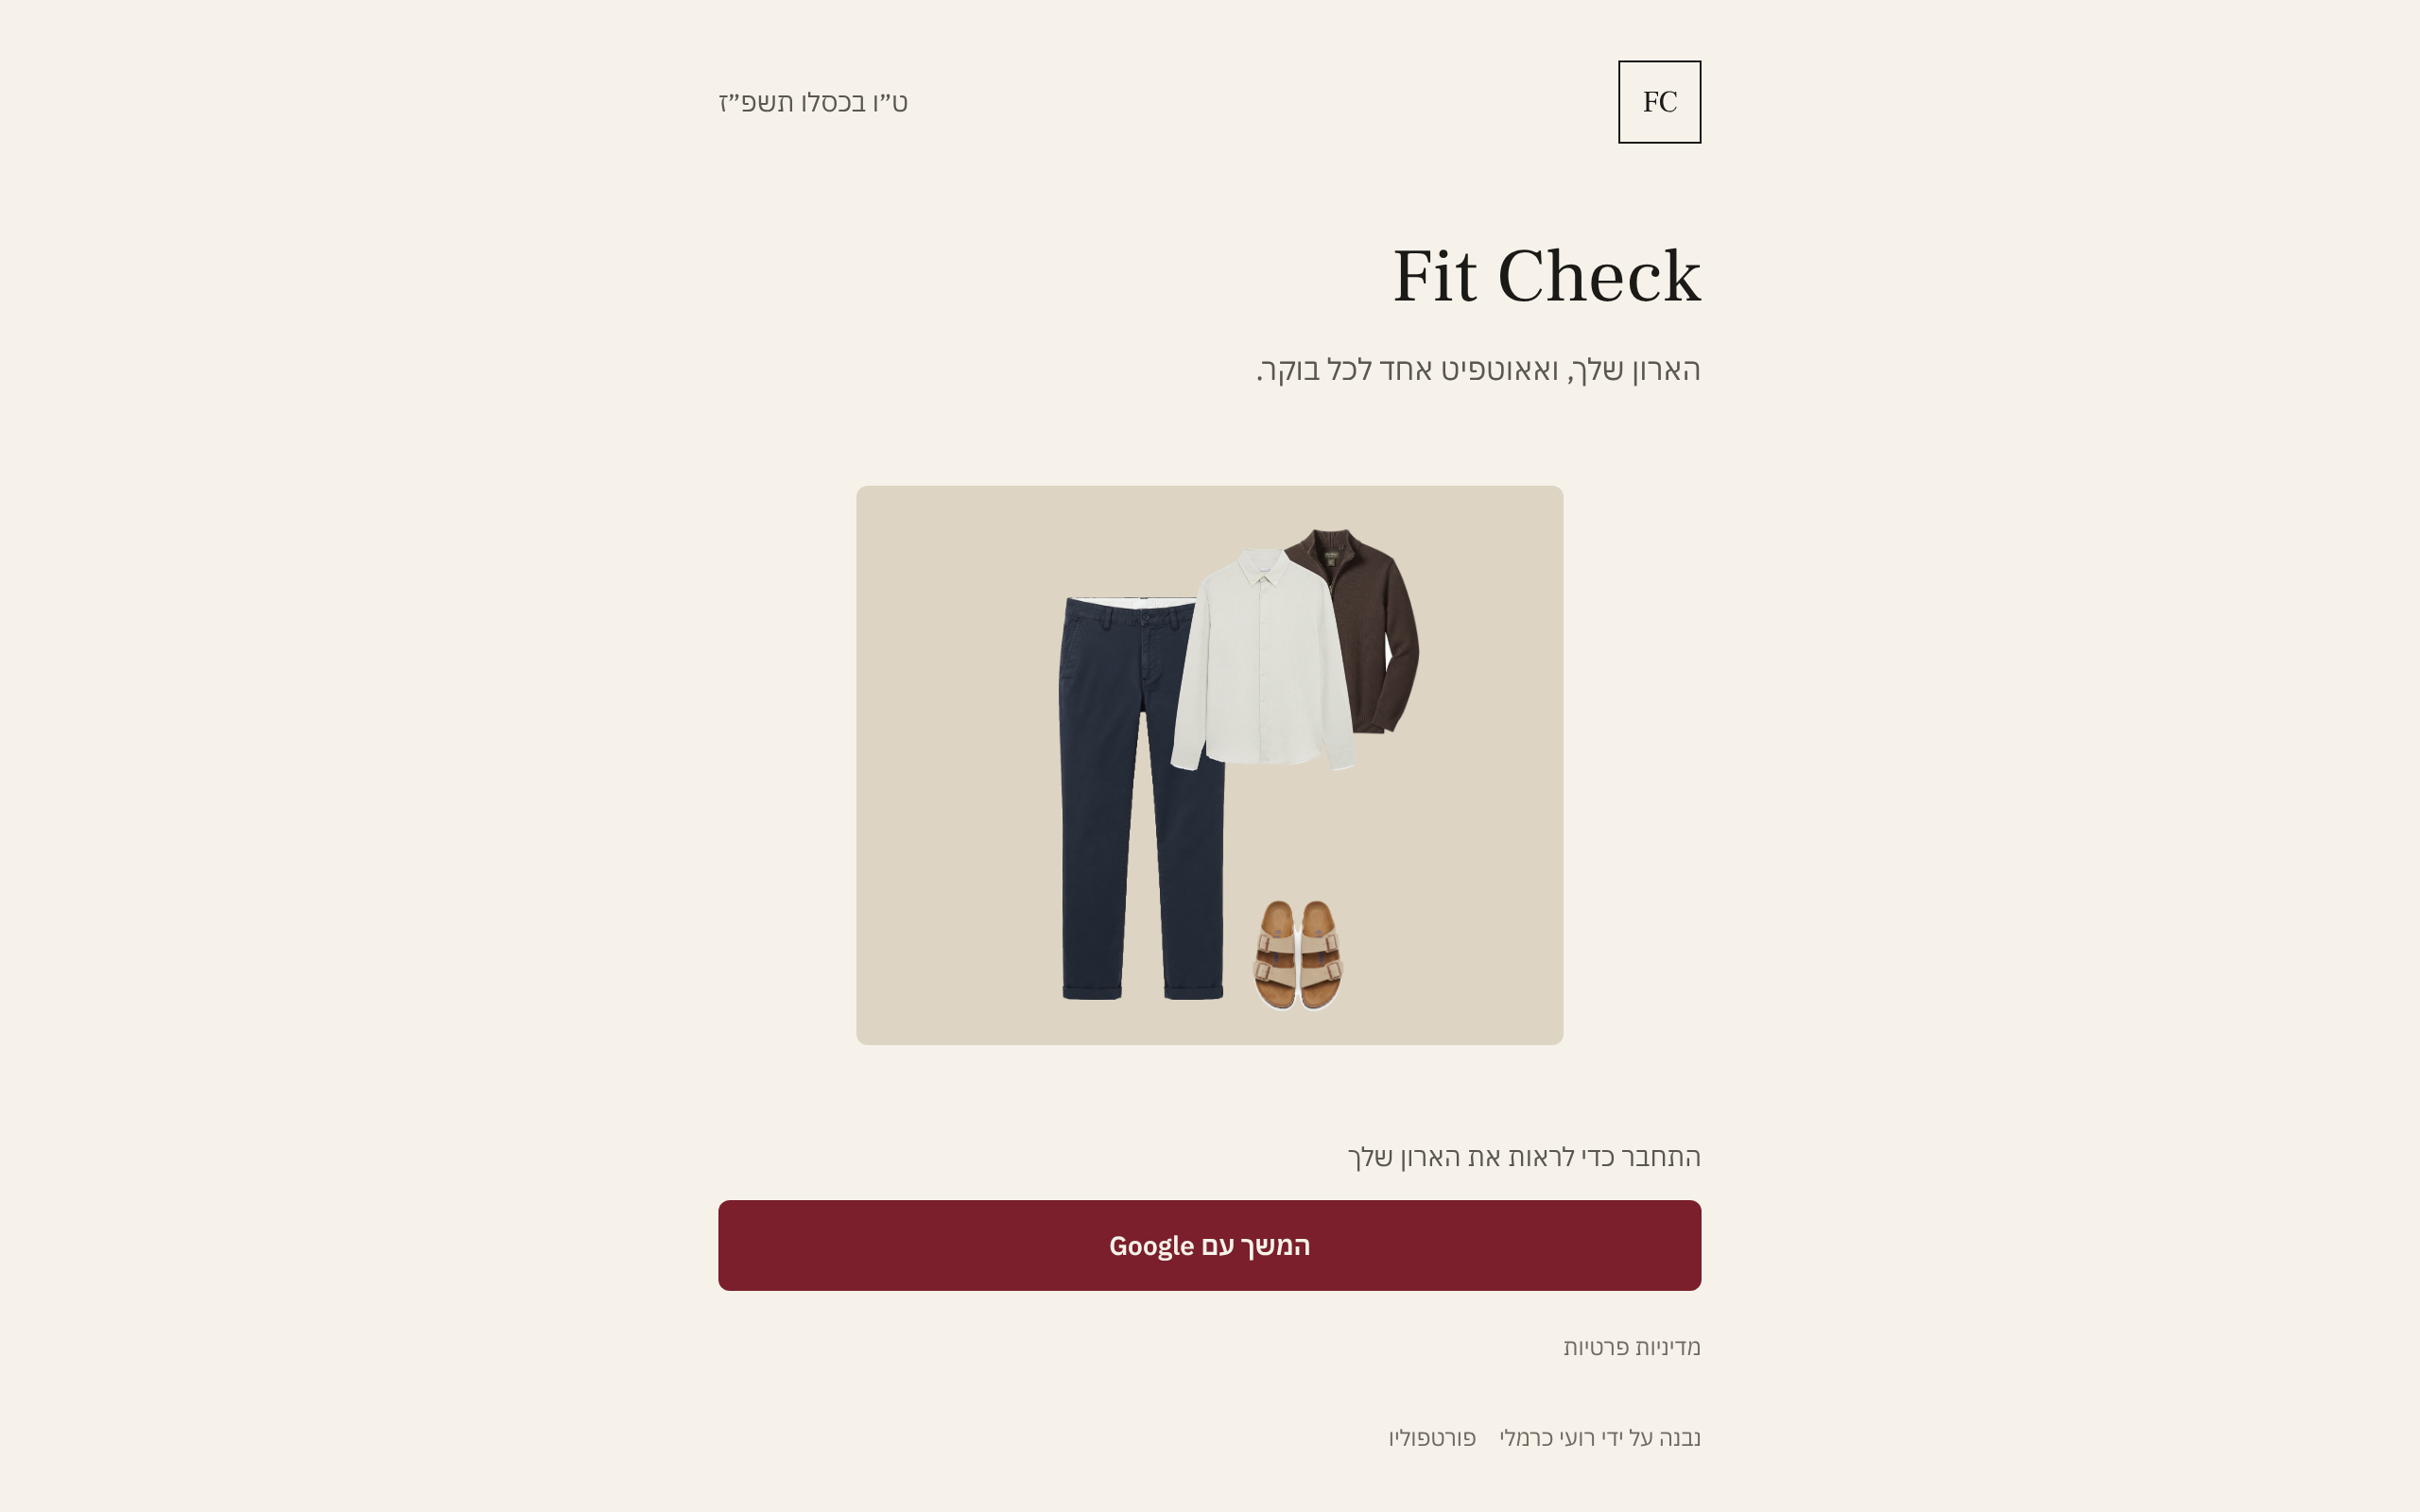 FC
ט״ו בכסלו תשפ״ז
Fit Check
הארון שלך, ואאוטפיט אחד לכל בוקר.
התחבר כדי לראות את הארון שלך
המשך עם Google
מדיניות פרטיות
נבנה על ידי רועי כרמלי פורטפוליו